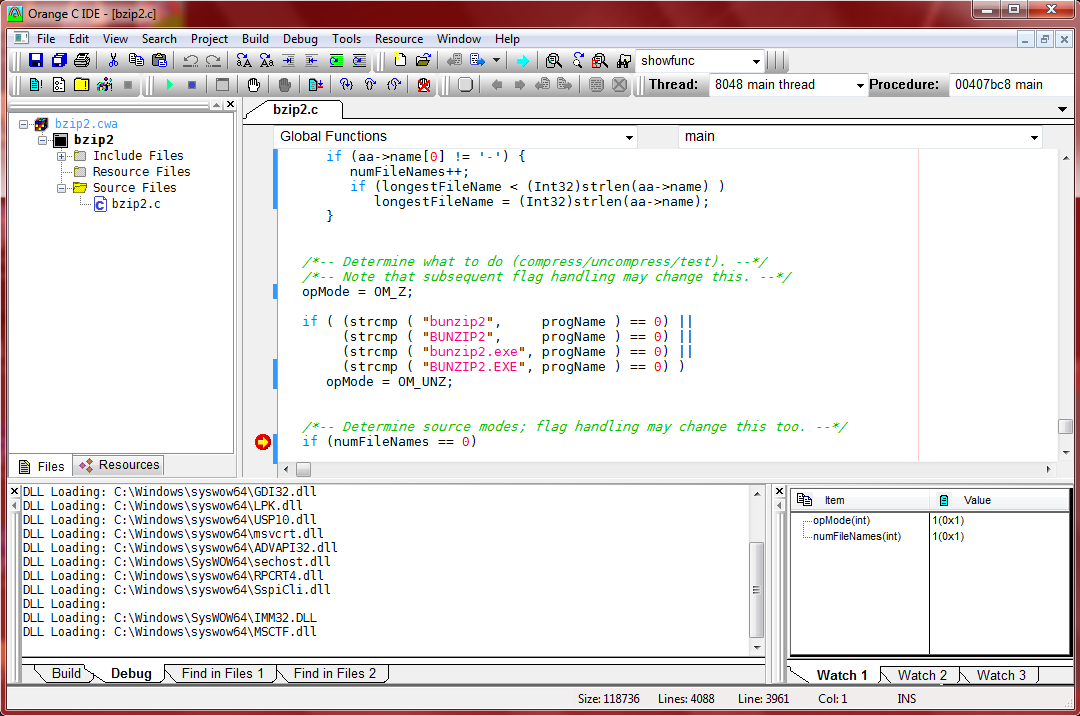 Orange C IDE - [bzip2.c]
File Edit View Search Project Build Debug Tools Resource Window Help
showfunc
Thread: 8048 main thread Procedure: 00407bc8 main
bzip2.cwa
bzip2
Include Files
Resource Files
Source Files
bzip2.c
Files Resources
bzip2.c
Global Functions main
if (aa->name[0] != '-') {
numFileNames++;
if (longestFileName < (Int32)strlen(aa->name) )
longestFileName = (Int32)strlen(aa->name);
}
/*-- Determine what to do (compress/uncompress/test). --*/
/*-- Note that subsequent flag handling may change this. --*/
opMode = OM_Z;
if ( (strcmp ( "bunzip2", progName ) == 0) ||
(strcmp ( "BUNZIP2", progName ) == 0) ||
(strcmp ( "bunzip2.exe", progName ) == 0) ||
(strcmp ( "BUNZIP2.EXE", progName ) == 0) )
opMode = OM_UNZ;
/*-- Determine source modes; flag handling may change this too. --*/
if (numFileNames == 0)
DLL Loading: C:\Windows\syswow64\GDI32.dll
DLL Loading: C:\Windows\syswow64\LPK.dll
DLL Loading: C:\Windows\syswow64\USP10.dll
DLL Loading: C:\Windows\syswow64\msvcrt.dll
DLL Loading: C:\Windows\syswow64\ADVAPI32.dll
DLL Loading: C:\Windows\SysWOW64\sechost.dll
DLL Loading: C:\Windows\syswow64\RPCRT4.dll
DLL Loading: C:\Windows\syswow64\SspiCli.dll
DLL Loading:
DLL Loading: C:\Windows\SysWOW64\IMM32.DLL
DLL Loading: C:\Windows\syswow64\MSCTF.dll
Build Debug Find in Files 1 Find in Files 2
Item Value
opMode(int) 1(0x1)
numFileNames(int) 1(0x1)
Watch 1 Watch 2 Watch 3
Size: 118736 Lines: 4088 Line: 3961 Col: 1 INS